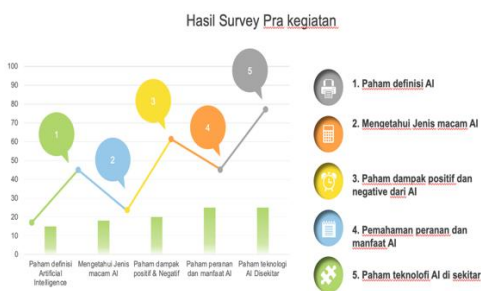 Hasil Survey Pra kegiatan
100
90
80
70
60
50
40
30
20
10
0
1
2
3
4
5
Paham definisi
Artificial
Intelligence
Mengetahui Jenis
macam AI
Paham dampak
positif & Negatif
Paham peranan
dan manfaat AI
Paham teknologi
AI Disekitar
1. Paham definisi AI
2. Mengetahui Jenis macam AI
3. Paham dampak positif dan
negative dari AI
4. Pemahaman peranan dan
manfaat AI
5. Paham teknolofi AI di sekitar